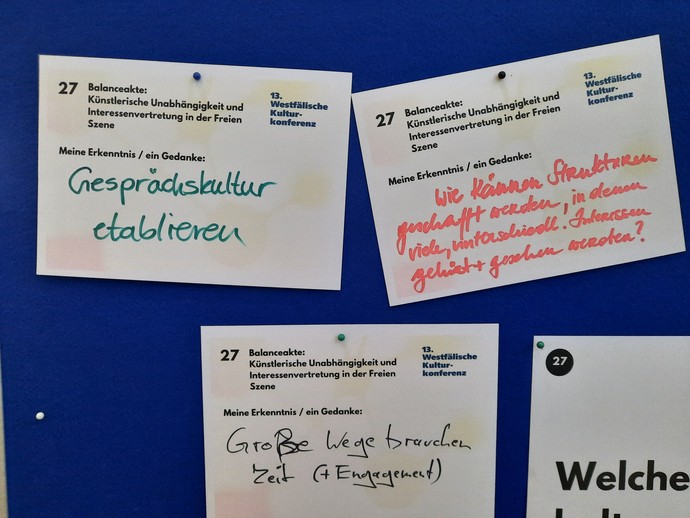 27 Balanceakte:
Künstlerische Unabhängigkeit und
Interessenvertretung in der Freien
Szene
13.
Westfälische
Kultur-
konferenz
Meine Erkenntnis / ein Gedanke:
Gesprächskultur
etablieren
27 Balanceakte:
Künstlerische Unabhängigkeit und
Interessenvertretung in der Freien
Szene
13.
Westfälische
Kultur-
konferenz
Meine Erkenntnis / ein Gedanke:
Wie können Strukturen
geschafft werden, in denen
viele, unterschiedl. Interessen
gehört + gesehen werden?
27 Balanceakte:
Künstlerische Unabhängigkeit und
Interessenvertretung in der Freien
Szene
13.
Westfälische
Kultur-
konferenz
Meine Erkenntnis / ein Gedanke:
Große Wege brauchen
Zeit (+ Engagement)
27
Welche